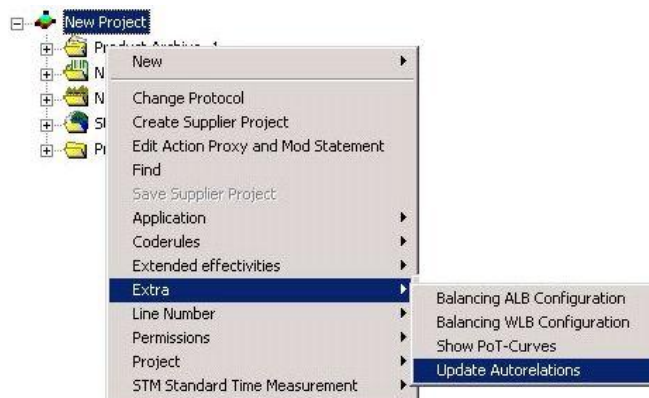 New Project
New
Change Protocol
Create Supplier Project
Edit Action Proxy and Mod Statement
Find
Save Supplier Project
Application
Coderules
Extended effectivities
Extra
Balancing ALB Configuration
Line Number
Balancing WLB Configuration
Permissions
Show PoT-Curves
Project
Update Autorelations
STM Standard Time Measurement